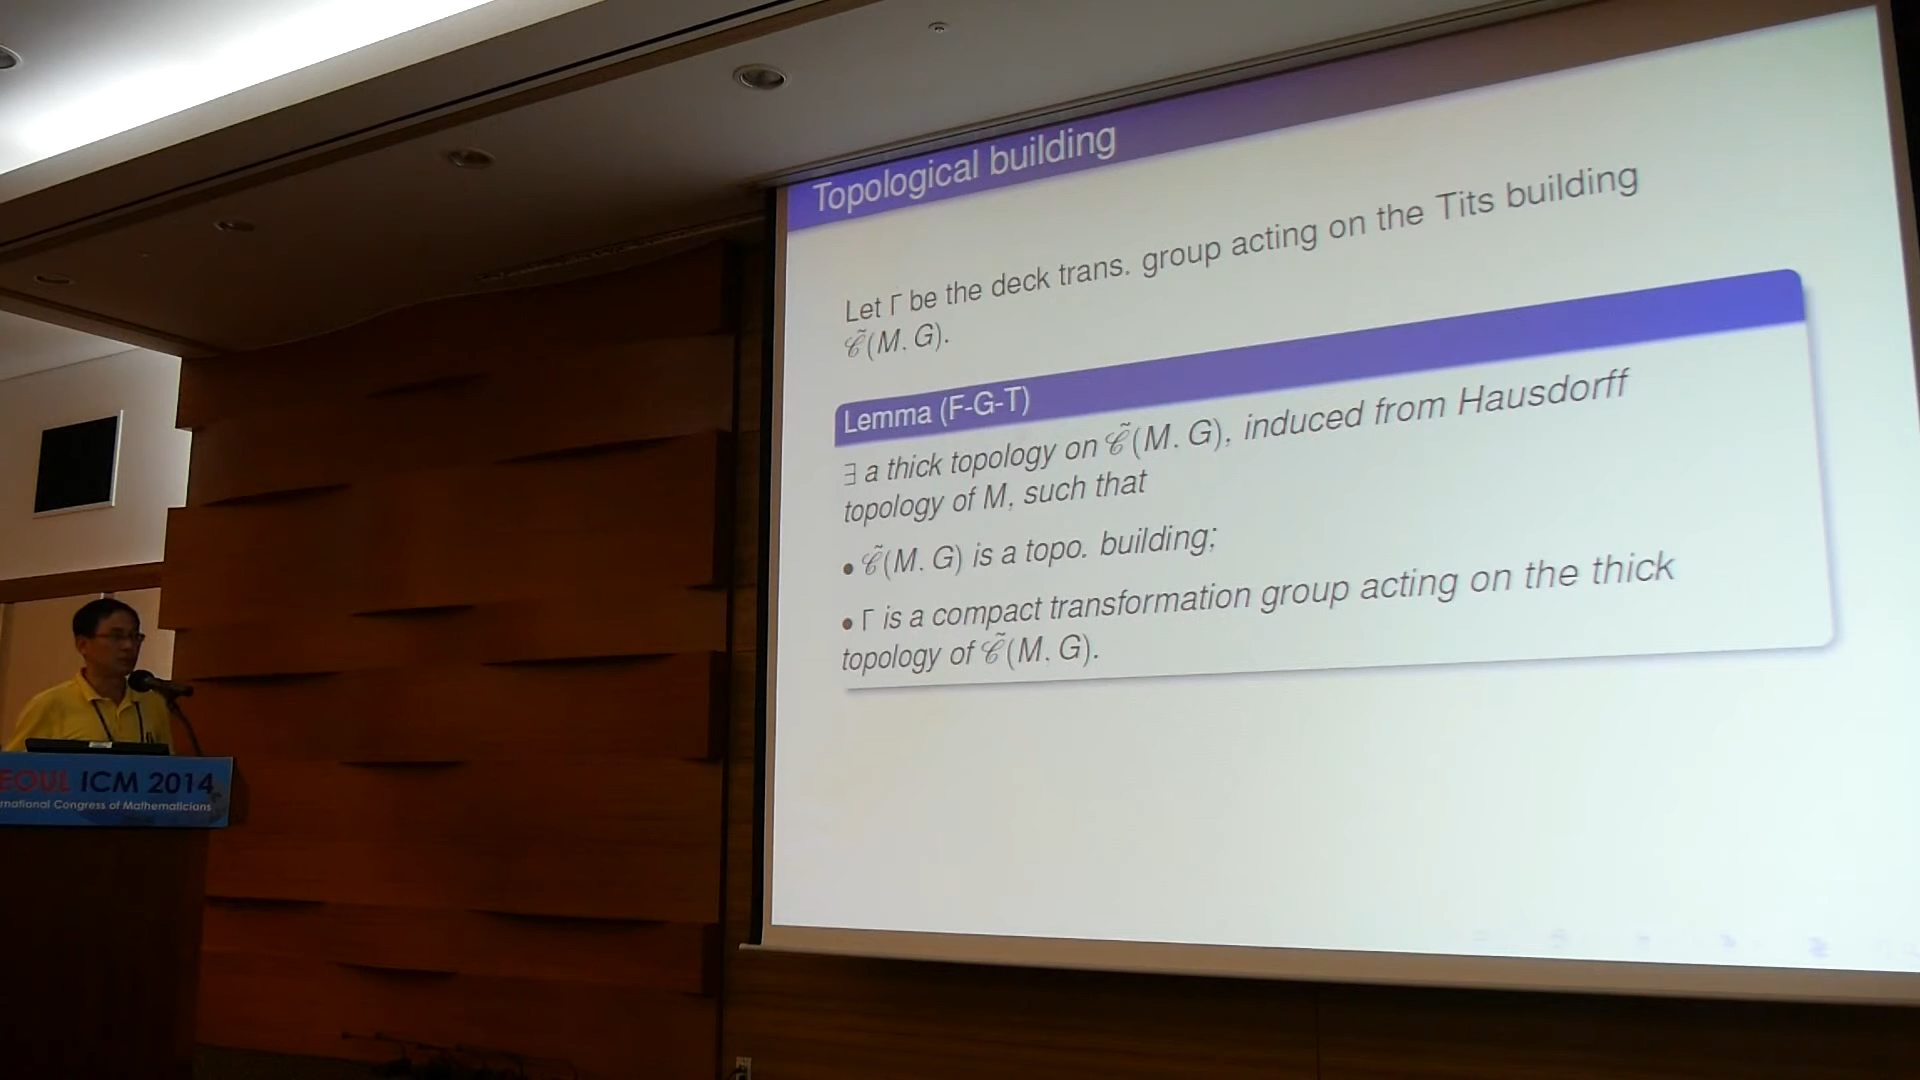 Topological building
Let Γ be the deck trans. group acting on the Tits building
𝒞̃(M, G).
Lemma (F-G-T)
∃ a thick topology on 𝒞̃(M, G), induced from Hausdorff
topology of M, such that
• 𝒞̃(M, G) is a topo. building;
• Γ is a compact transformation group acting on the thick
topology of 𝒞̃(M, G).
EOUL ICM 2014
rnational Congress of Mathematicians